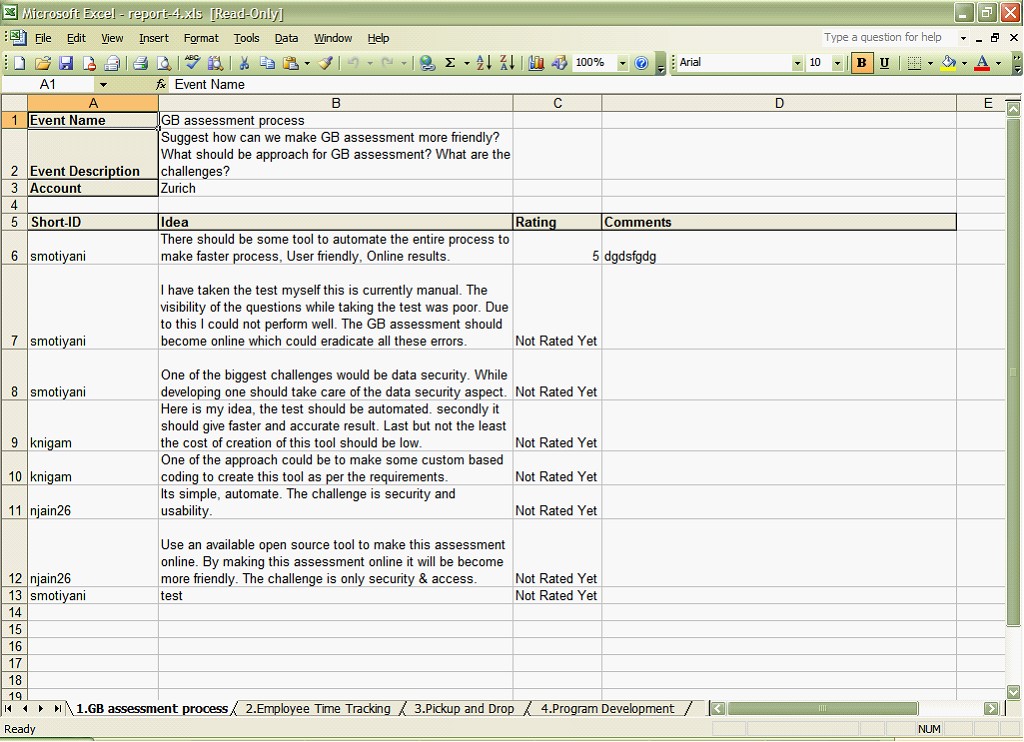 Microsoft Excel - report-4.xls [Read-Only]
File Edit View Insert Format Tools Data Window Help Type a question for help
100% Arial 10 B U A
A1 fx Event Name
A B C D E
1 Event Name GB assessment process
Suggest how can we make GB assessment more friendly?
What should be approach for GB assessment? What are the
2 Event Description challenges?
3 Account Zurich
4
5 Short-ID Idea Rating Comments
There should be some tool to automate the entire process to
6 smotiyani make faster process, User friendly, Online results. 5 dgdsfgdg
I have taken the test myself this is currently manual. The
visibility of the questions while taking the test was poor. Due
to this I could not perform well. The GB assessment should
7 smotiyani become online which could eradicate all these errors. Not Rated Yet
One of the biggest challenges would be data security. While
8 smotiyani developing one should take care of the data security aspect. Not Rated Yet
Here is my idea, the test should be automated. secondly it
should give faster and accurate result. Last but not the least
9 knigam the cost of creation of this tool should be low. Not Rated Yet
One of the approach could be to make some custom based
10 knigam coding to create this tool as per the requirements. Not Rated Yet
Its simple, automate. The challenge is security and
11 njain26 usability. Not Rated Yet
Use an available open source tool to make this assessment
online. By making this assessment online it will be become
12 njain26 more friendly. The challenge is only security & access. Not Rated Yet
13 smotiyani test Not Rated Yet
14
15
16
17
18
19
1.GB assessment process 2.Employee Time Tracking 3.Pickup and Drop 4.Program Development
Ready NUM